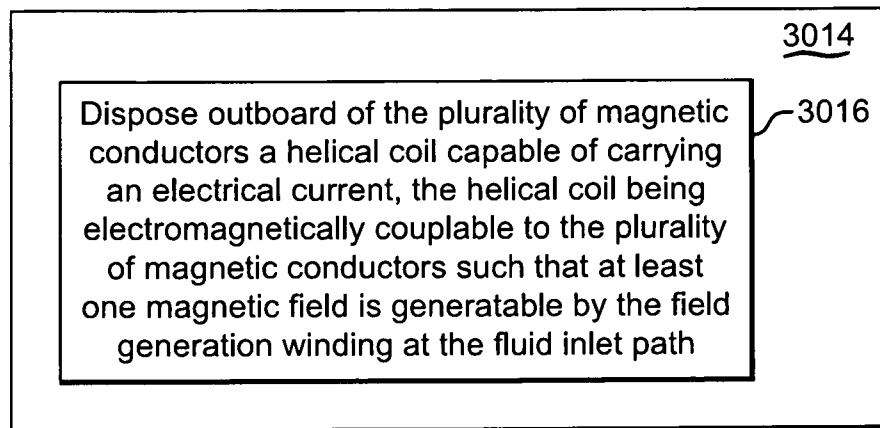 3014
Dispose outboard of the plurality of magnetic
conductors a helical coil capable of carrying
an electrical current, the helical coil being
electromagnetically couplable to the plurality
of magnetic conductors such that at least
one magnetic field is generatable by the field
generation winding at the fluid inlet path
3016